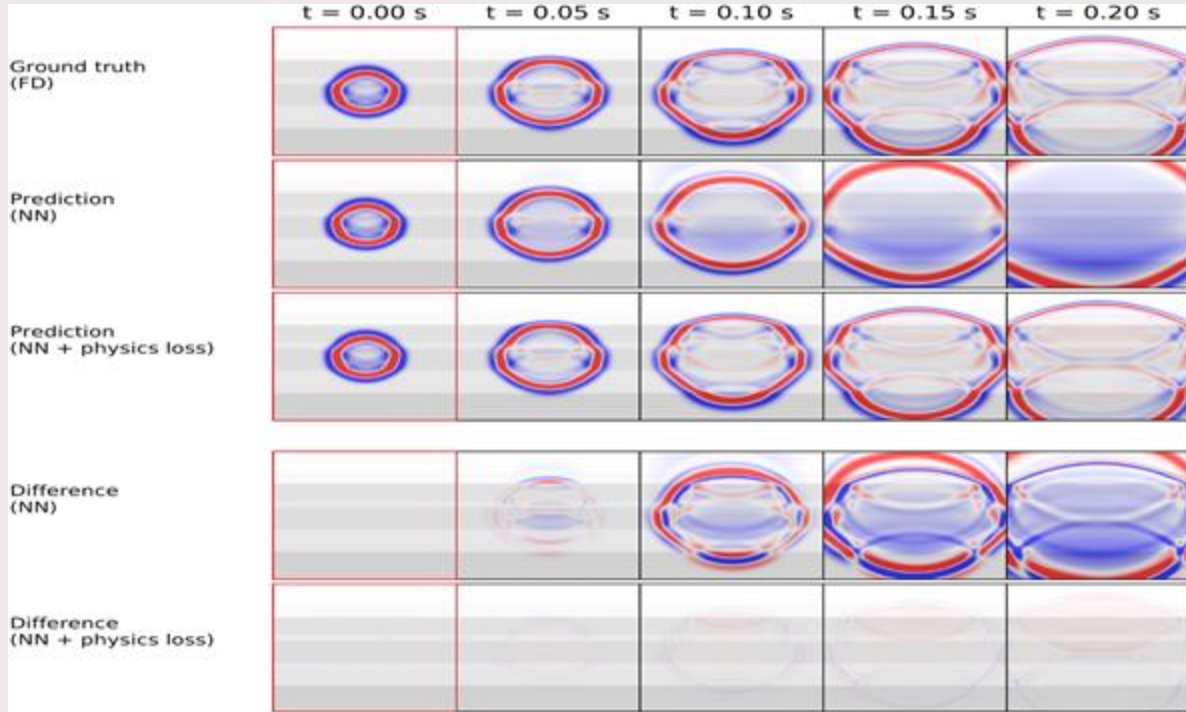 t = 0.00 s t = 0.05 s t = 0.10 s t = 0.15 s t = 0.20 s
Ground truth
(FD)
Prediction
(NN)
Prediction
(NN + physics loss)
Difference
(NN)
Difference
(NN + physics loss)